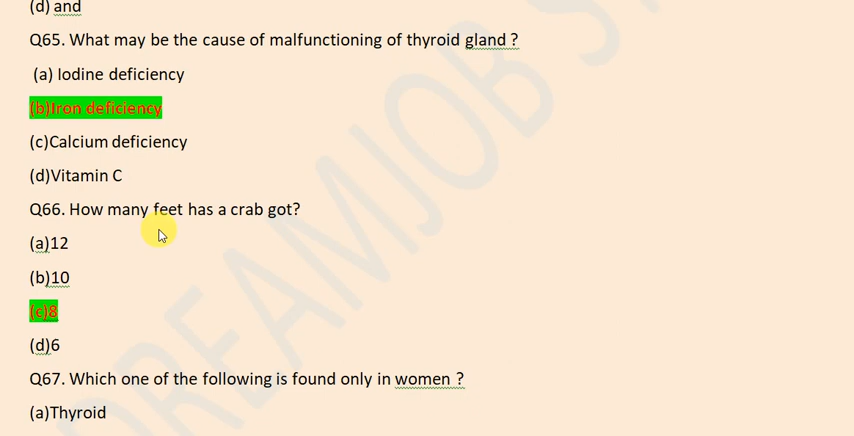 (d) and
Q65. What may be the cause of malfunctioning of thyroid gland ?
(a) Iodine deficiency
(b)Iron deficiency
(c)Calcium deficiency
(d)Vitamin C
Q66. How many feet has a crab got?
(a)12
(b)10
(c)8
(d)6
Q67. Which one of the following is found only in women ?
(a)Thyroid
DREAMJOB S